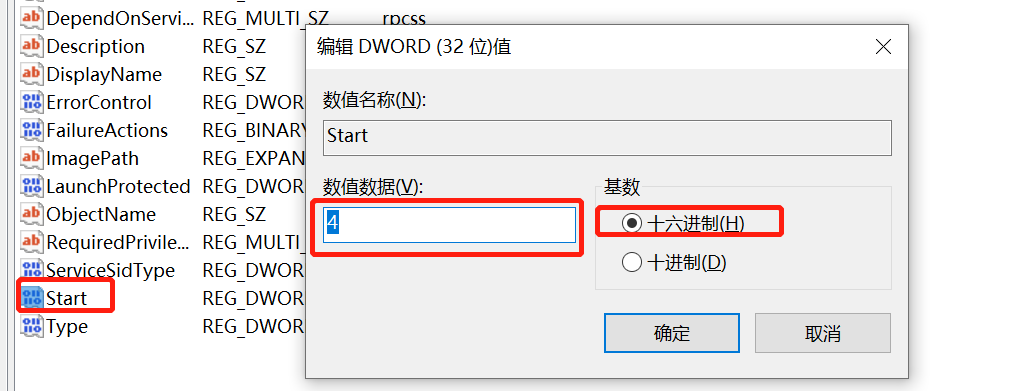 DependOnServi... REG_MULTI_SZ rpcss
Description REG_SZ
DisplayName REG_SZ
ErrorControl REG_DWOR
FailureActions REG_BINARY
ImagePath REG_EXPAN
LaunchProtected REG_DWOR
ObjectName REG_SZ
RequiredPrivile... REG_MULTI_
ServiceSidType REG_DWOR
Start REG_DWOR
Type REG_DWOR
编辑 DWORD (32 位)值
数值名称(N):
Start
数值数据(V):
4
基数
十六进制(H)
十进制(D)
确定
取消